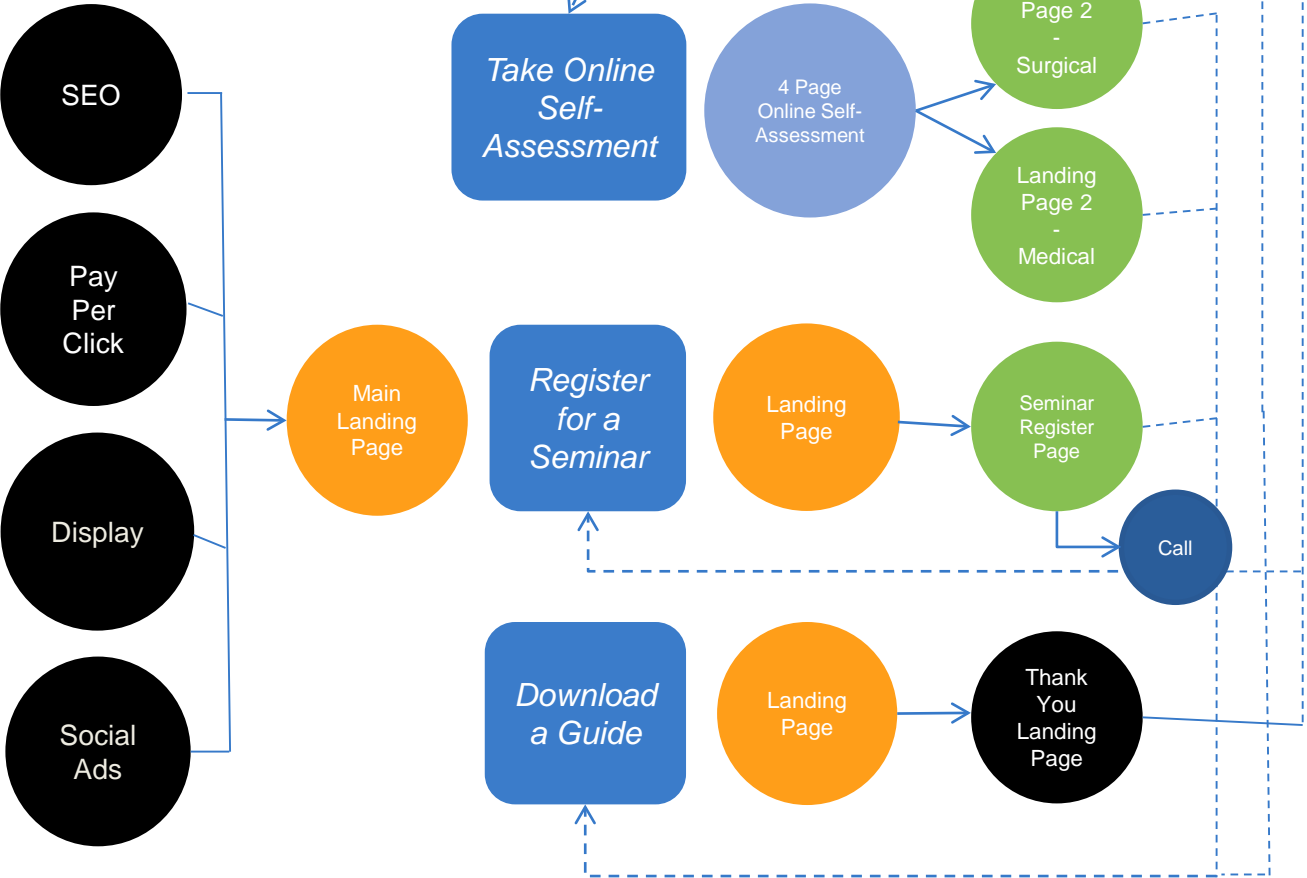 SEO
Pay
Per
Click
Display
Social
Ads
Main
Landing
Page
Take Online
Self-
Assessment
4 Page
Online Self-
Assessment
Page 2
-
Surgical
Landing
Page 2
-
Medical
Register
for a
Seminar
Landing
Page
Seminar
Register
Page
Call
Download
a Guide
Landing
Page
Thank
You
Landing
Page